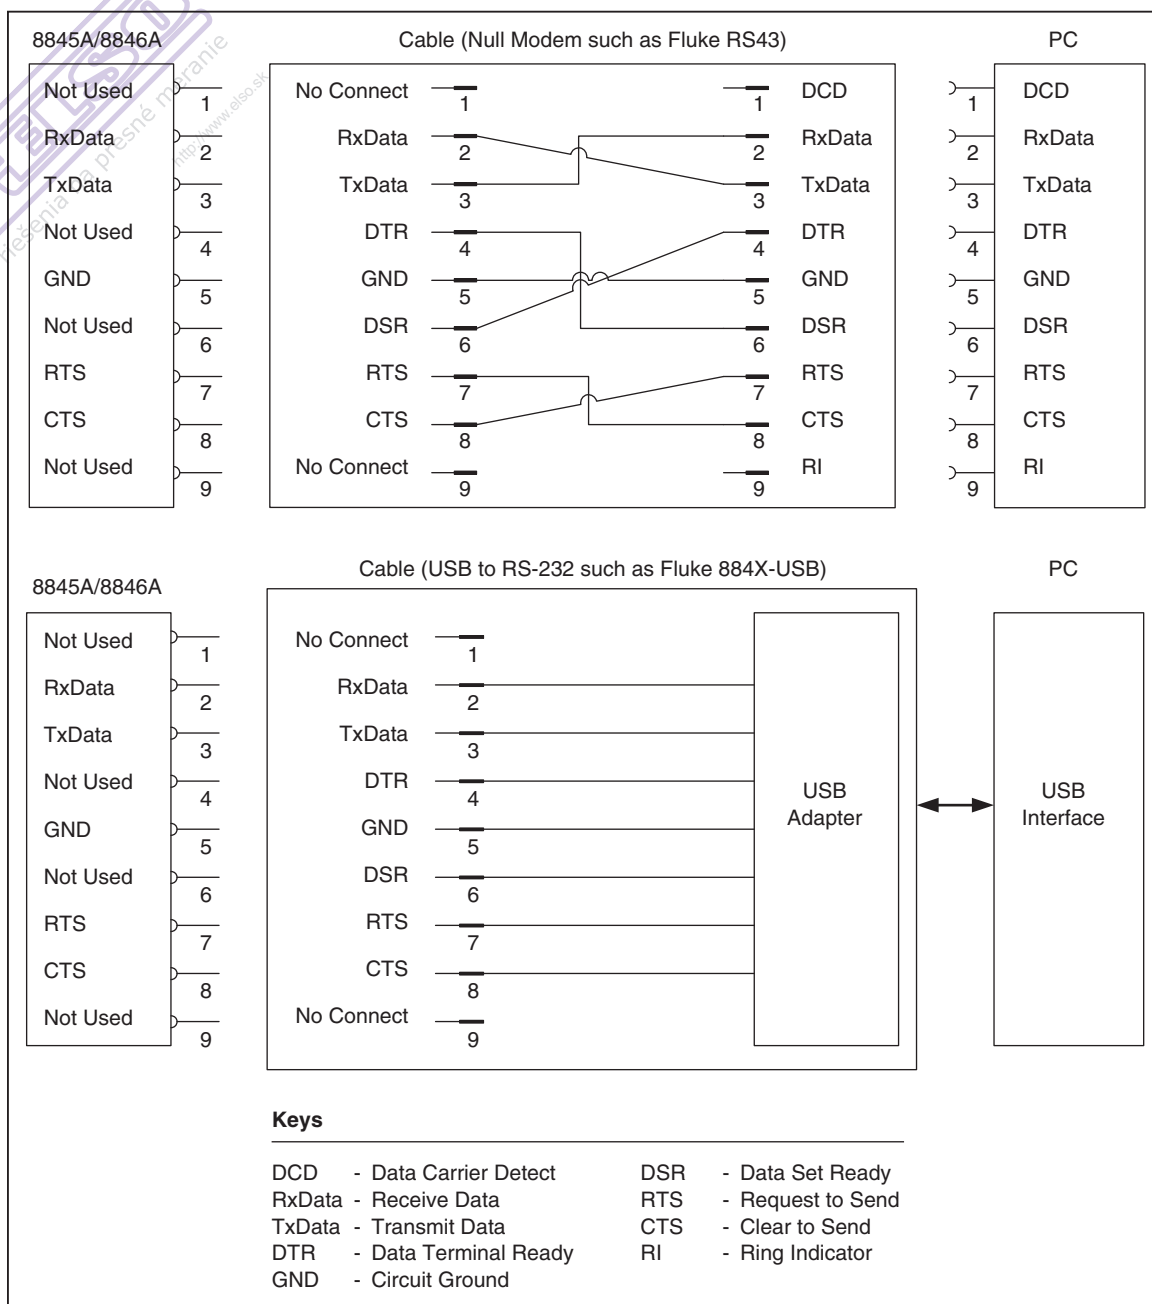 ELSO
riešenia na presné meranie
http://www.elso.sk
8845A/8846A
Cable (Null Modem such as Fluke RS43)
PC
Not Used 1 No Connect 1 1 DCD 1 DCD
RxData 2 RxData 2 2 RxData 2 RxData
TxData 3 TxData 3 3 TxData 3 TxData
Not Used 4 DTR 4 4 DTR 4 DTR
GND 5 GND 5 5 GND 5 GND
Not Used 6 DSR 6 6 DSR 6 DSR
RTS 7 RTS 7 7 RTS 7 RTS
CTS 8 CTS 8 8 CTS 8 CTS
Not Used 9 No Connect 9 9 RI 9 RI
8845A/8846A
Cable (USB to RS-232 such as Fluke 884X-USB)
PC
Not Used 1 No Connect 1
RxData 2 RxData 2
TxData 3 TxData 3
Not Used 4 DTR 4
GND 5 GND 5
Not Used 6 DSR 6
RTS 7 RTS 7
CTS 8 CTS 8
Not Used 9 No Connect 9
USB
Adapter
USB
Interface
Keys
DCD - Data Carrier Detect
RxData - Receive Data
TxData - Transmit Data
DTR - Data Terminal Ready
GND - Circuit Ground
DSR - Data Set Ready
RTS - Request to Send
CTS - Clear to Send
RI - Ring Indicator